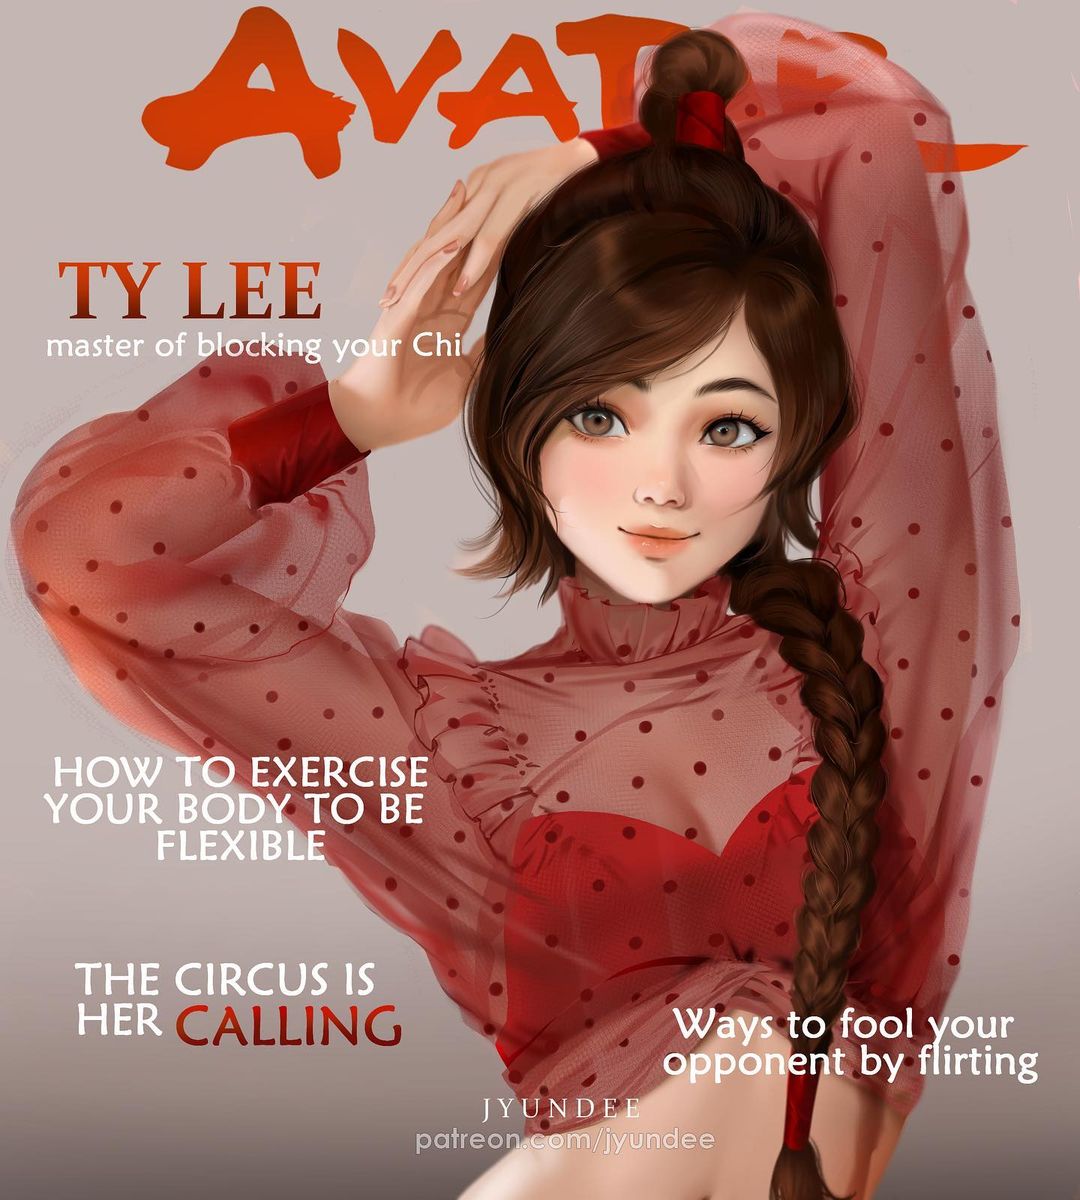 AVATAR
TY LEE
master of blocking your Chi
HOW TO EXERCISE
YOUR BODY TO BE
FLEXIBLE
THE CIRCUS IS
HER CALLING
Ways to fool your
opponent by flirting
JYUNDEE
patreon.com/jyundee